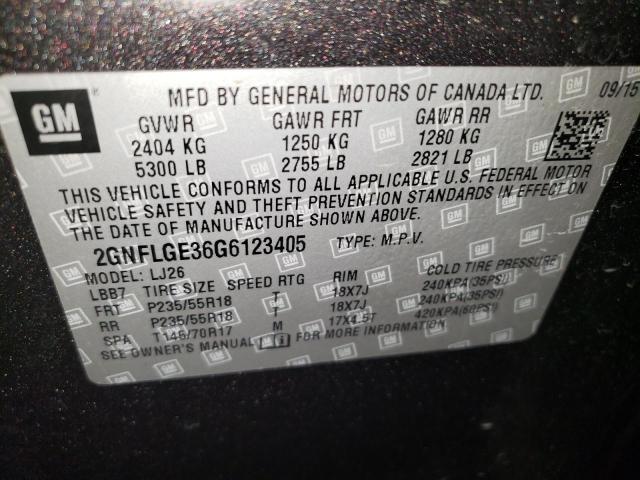 GM
MFD BY GENERAL MOTORS OF CANADA LTD. 09/15
GVWR GAWR FRT GAWR RR
2404 KG 1250 KG 1280 KG
5300 LB 2755 LB 2821 LB
THIS VEHICLE CONFORMS TO ALL APPLICABLE U.S. FEDERAL MOTOR
VEHICLE SAFETY AND THEFT PREVENTION STANDARDS IN EFFECT ON
THE DATE OF MANUFACTURE SHOWN ABOVE.
2GNFLGE36G6123405 TYPE: M.P.V.
MODEL: LJ26
LBB7 TIRE SIZE SPEED RTG RIM COLD TIRE PRESSURE
FRT P235/55R18 T 18X7J 240KPA(35PSI)
RR P235/55R18 T 18X7J 240KPA(35PSI)
SPA T145/70R17 M 17X4.5T 420KPA(60PSI)
SEE OWNER'S MANUAL FOR MORE INFORMATION.